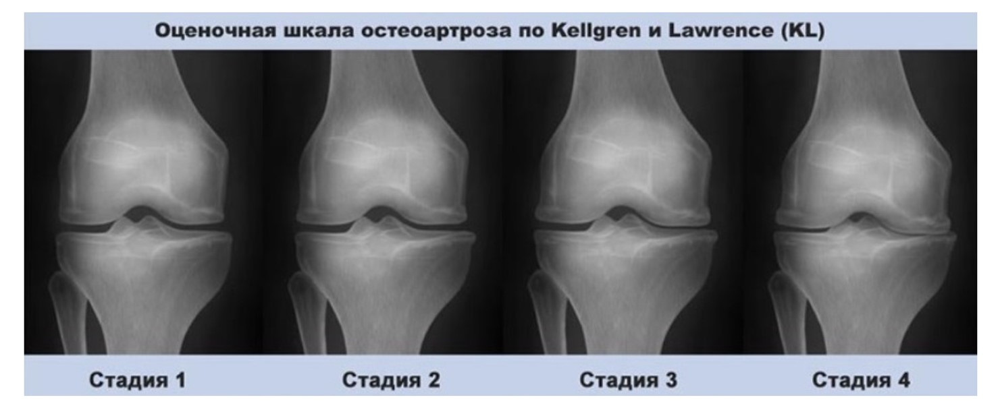 Оценочная шкала остеоартроза по Kellgren и Lawrence (KL)
Стадия 1
Стадия 2
Стадия 3
Стадия 4